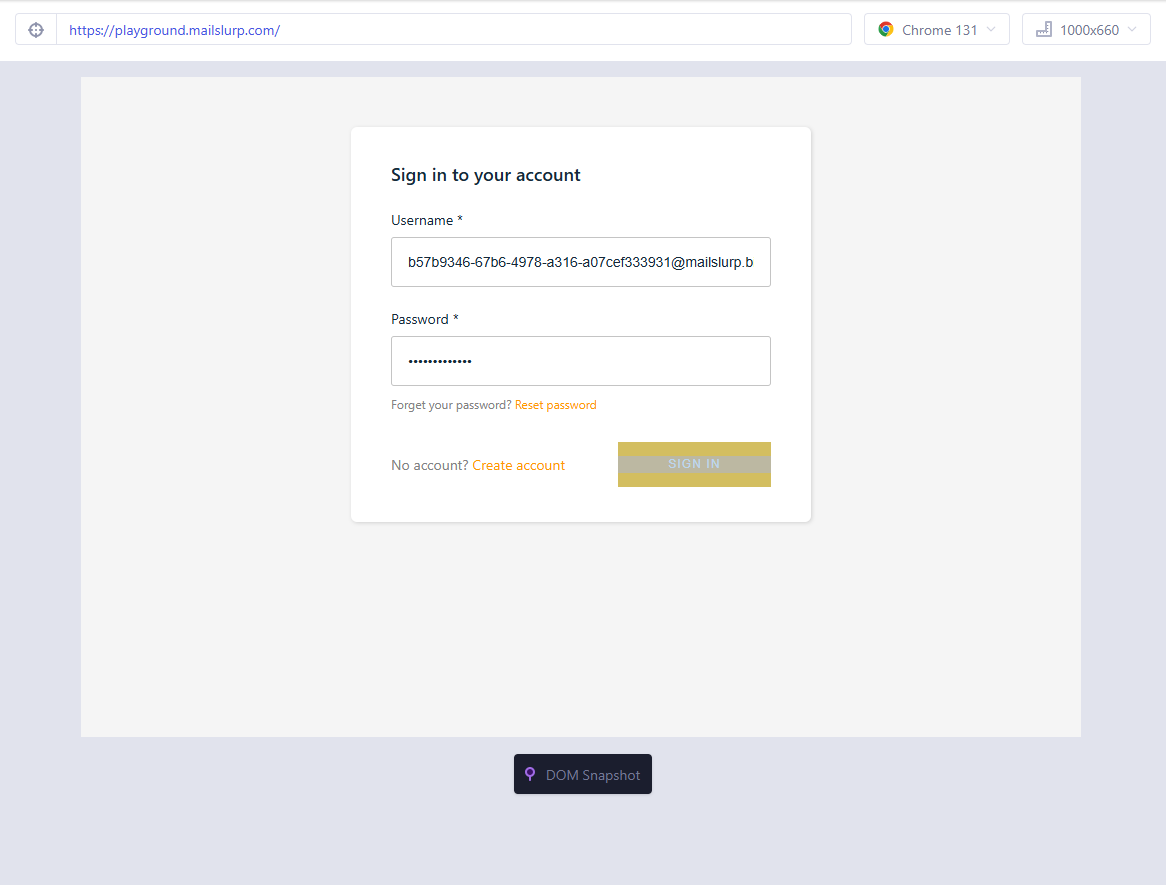 https://playground.mailslurp.com/
Chrome 131
1000x660
Sign in to your account
Username *
b57b9346-67b6-4978-a316-a07cef333931@mailslurp.b
Password *
•••••••••••••
Forget your password? Reset password
No account? Create account
SIGN IN
DOM Snapshot